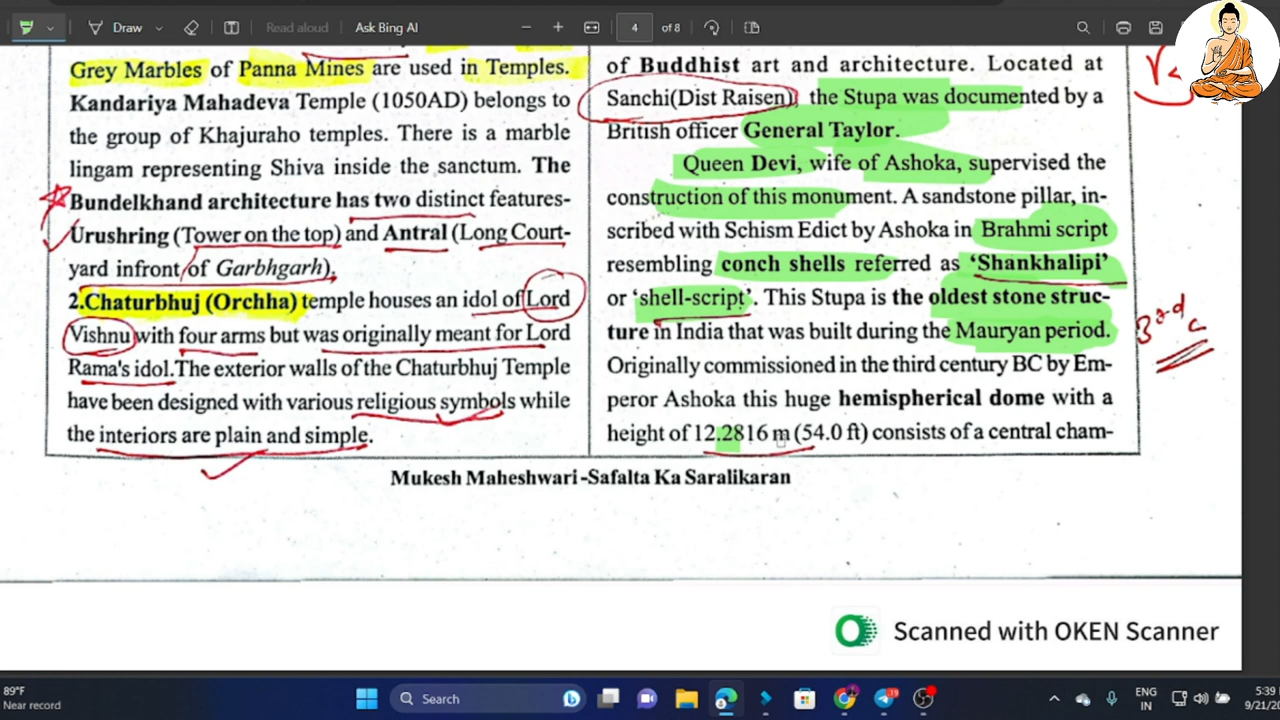 Draw
Read aloud
Ask Bing AI
4
of 8
Grey Marbles of Panna Mines are used in Temples.
Kandariya Mahadeva Temple (1050AD) belongs to
the group of Khajuraho temples. There is a marble
lingam representing Shiva inside the sanctum. The
Bundelkhand architecture has two distinct features-
Urushring (Tower on the top) and Antral (Long Court-
yard infront of Garbhgarh).
2.Chaturbhuj (Orchha) temple houses an idol of Lord
Vishnu with four arms but was originally meant for Lord
Rama's idol.The exterior walls of the Chaturbhuj Temple
have been designed with various religious symbols while
the interiors are plain and simple.
of Buddhist art and architecture. Located at
Sanchi(Dist Raisen), the Stupa was documented by a
British officer General Taylor.
Queen Devi, wife of Ashoka, supervised the
construction of this monument. A sandstone pillar, in-
scribed with Schism Edict by Ashoka in Brahmi script
resembling conch shells referred as 'Shankhalipi'
or 'shell-script'. This Stupa is the oldest stone struc-
ture in India that was built during the Mauryan period.
Originally commissioned in the third century BC by Em-
peror Ashoka this huge hemispherical dome with a
height of 12.2816 m (54.0 ft) consists of a central cham-
3rd c
Mukesh Maheshwari-Safalta Ka Saralikaran
Scanned with OKEN Scanner
89°F
Near record
Search
ENG
IN
5:39
9/21/20